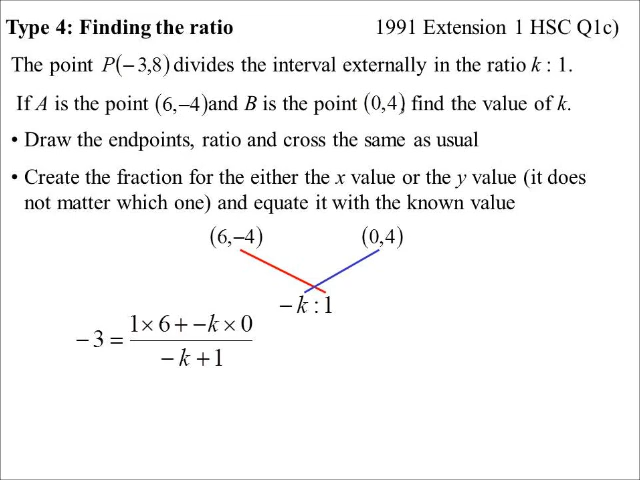 Type 4: Finding the ratio 1991 Extension 1 HSC Q1c)
The point P(−3,8) divides the interval externally in the ratio k : 1.
If A is the point (6,−4)and B is the point (0,4), find the value of k.
• Draw the endpoints, ratio and cross the same as usual
• Create the fraction for the either the x value or the y value (it does
not matter which one) and equate it with the known value
(6,−4) (0,4)
−k : 1
−3 = (1×6 + −k×0) / (−k +1)